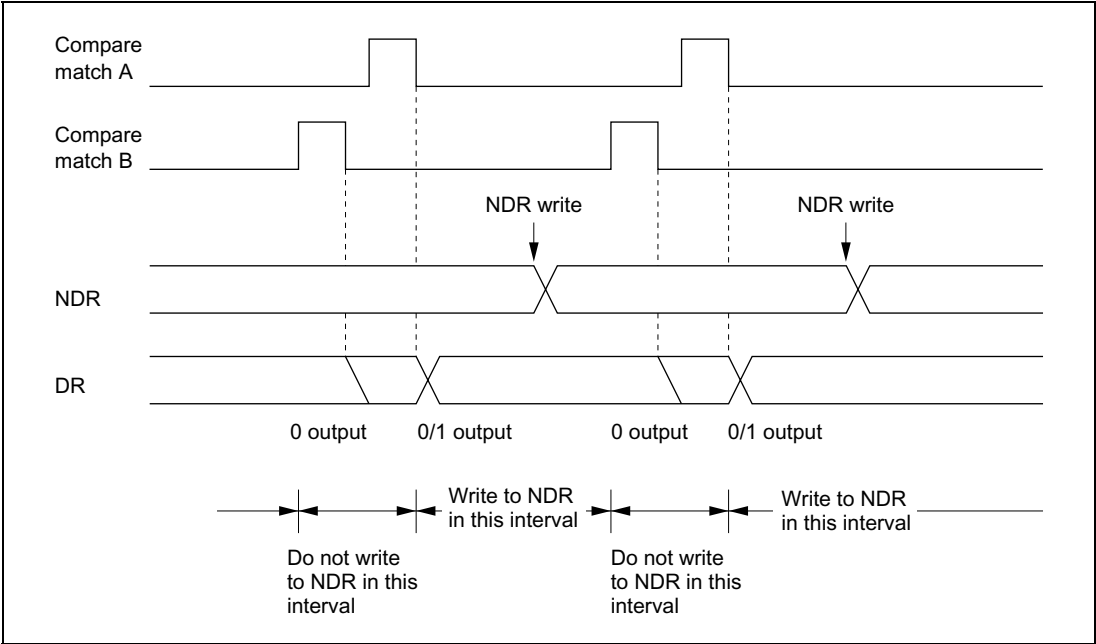 Compare
match A
Compare
match B
NDR write NDR write
NDR
DR
0 output 0/1 output 0 output 0/1 output
Write to NDR
in this interval
Write to NDR
in this interval
Do not write
to NDR in this
interval
Do not write
to NDR in this
interval